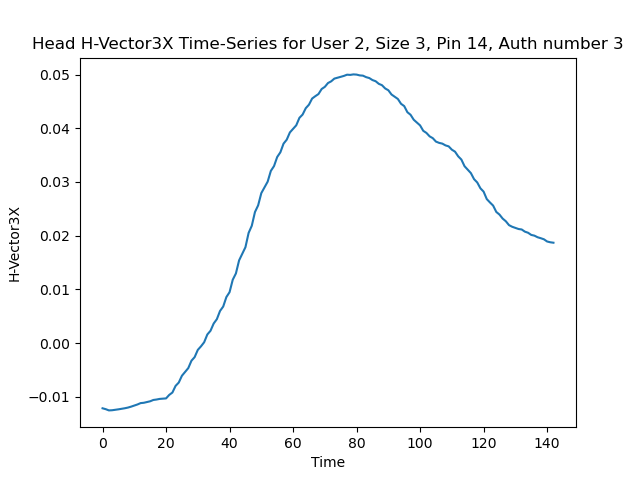 Head H-Vector3X Time-Series for User 2, Size 3, Pin 14, Auth number 3
0.05
0.04
0.03
0.02
0.01
0.00
−0.01
H-Vector3X
0 20 40 60 80 100 120 140
Time